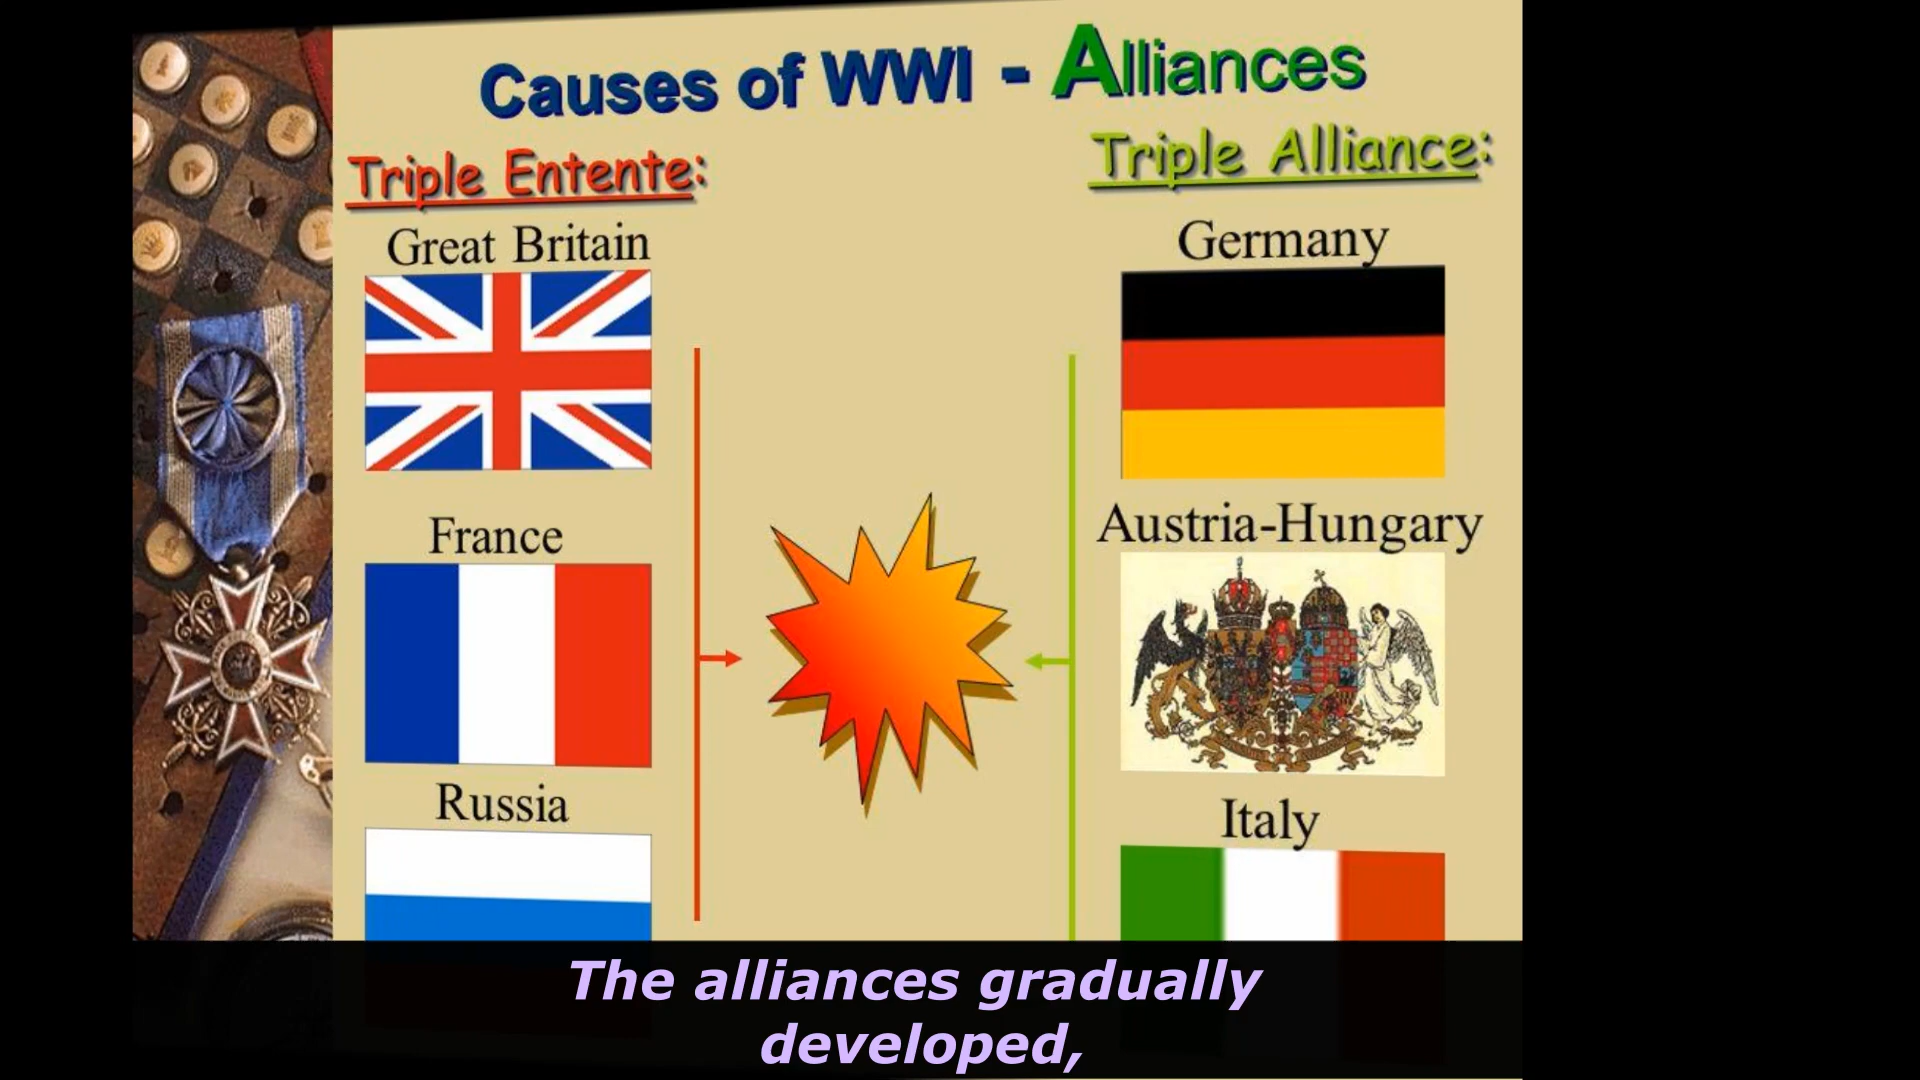 Causes of WWI - Alliances
Triple Entente:
Triple Alliance:
Great Britain
Germany
France
Austria-Hungary
Russia
Italy
The alliances gradually
developed,